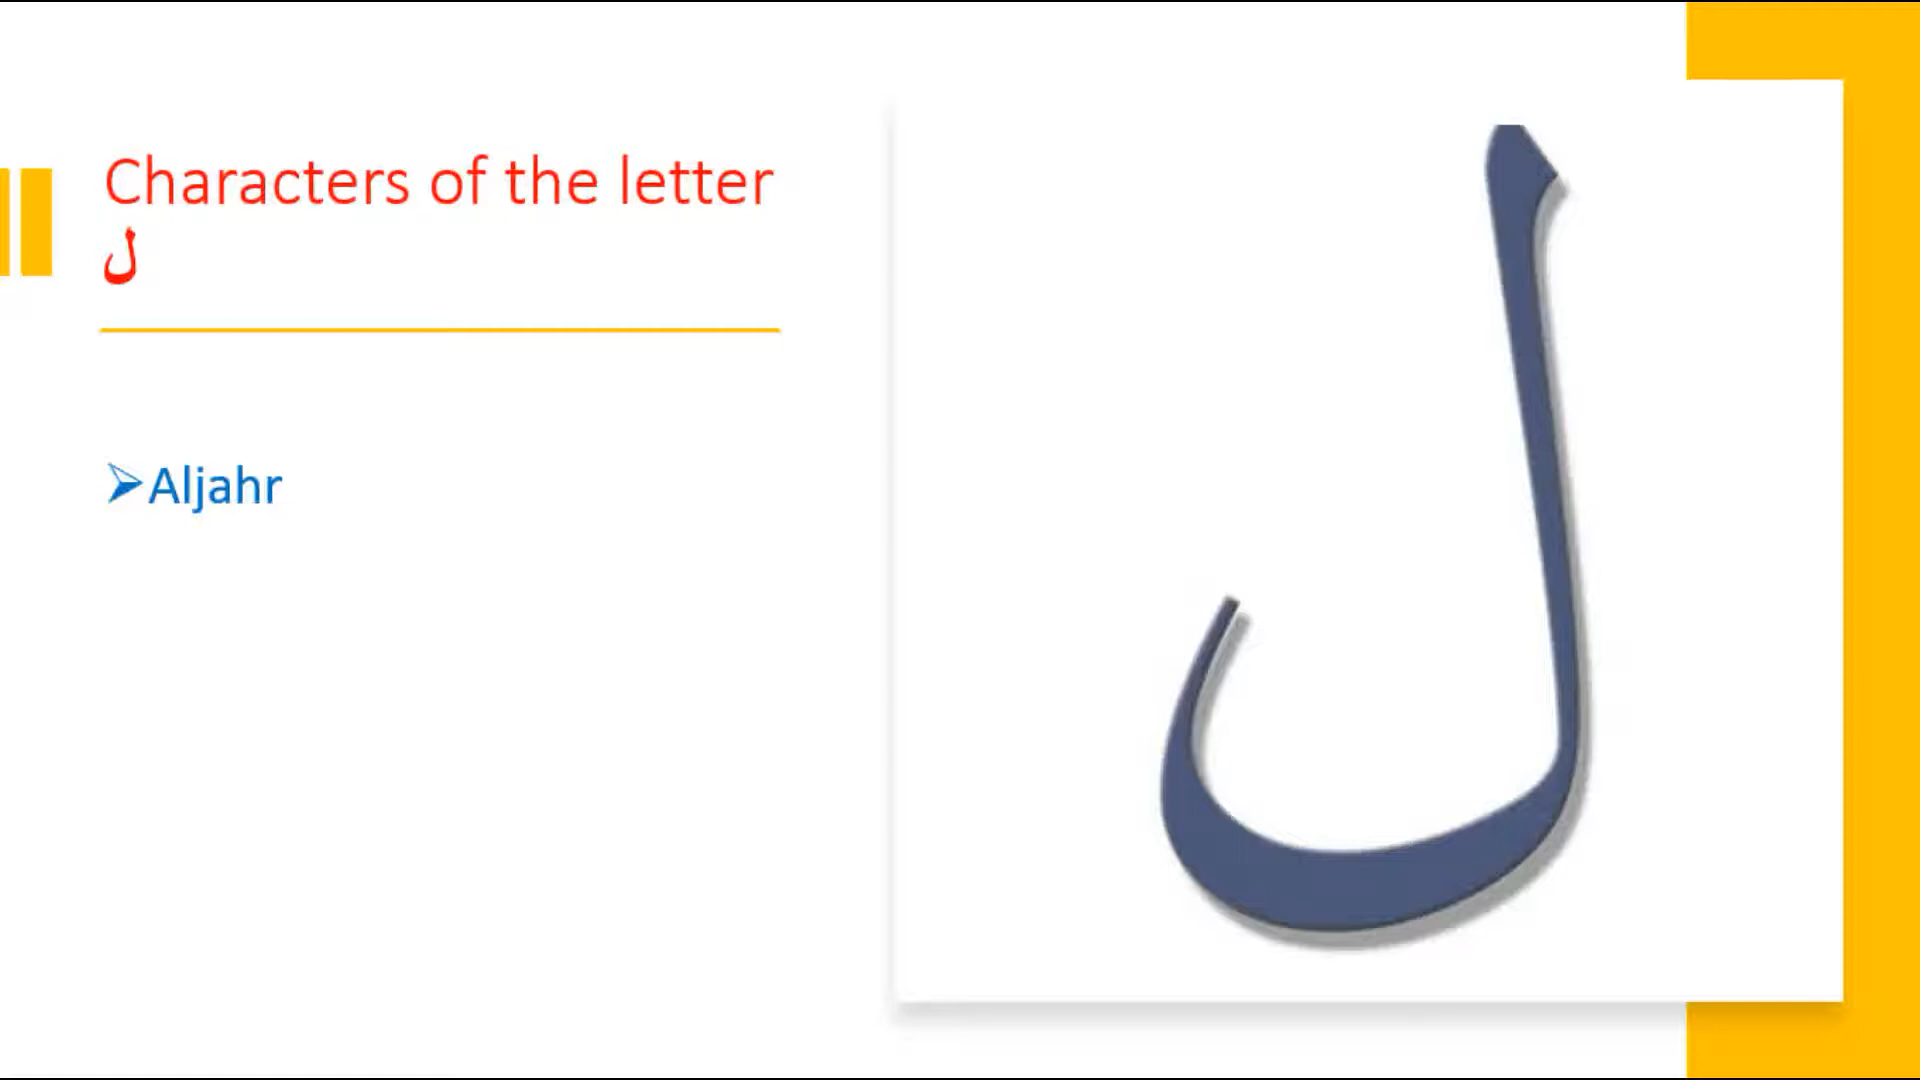 Characters of the letter
ل
➢Aljahr
ل